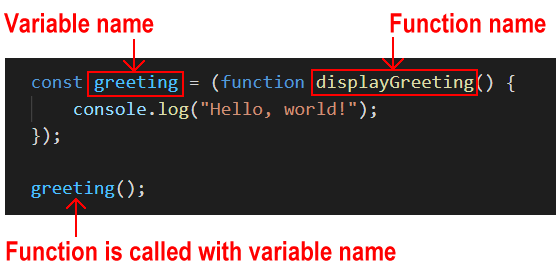 Variable name
Function name
const greeting = (function displayGreeting() {
console.log("Hello, world!");
});
greeting();
Function is called with variable name